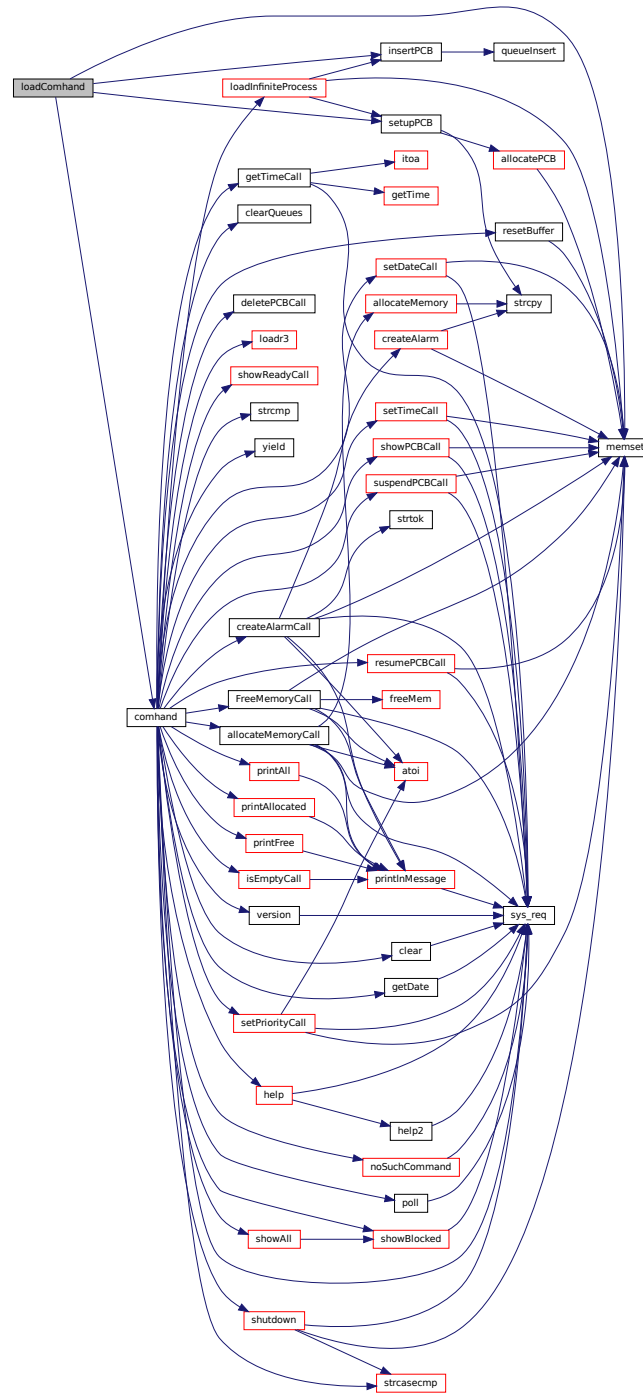 insertPCB
queueInsert
loadComhand
loadInfiniteProcess
setupPCB
itoa
allocatePCB
getTimeCall
getTime
clearQueues
resetBuffer
setDateCall
deletePCBCall
allocateMemory
strcpy
loadr3
createAlarm
showReadyCall
strcmp
setTimeCall
yield
showPCBCall
memset
suspendPCBCall
strtok
createAlarmCall
resumePCBCall
FreeMemoryCall
freeMem
comhand
allocateMemoryCall
printAll
atoi
printAllocated
printFree
isEmptyCall
printlnMessage
version
sys_req
clear
getDate
setPriorityCall
help
help2
noSuchCommand
poll
showAll
showBlocked
shutdown
strcasecmp